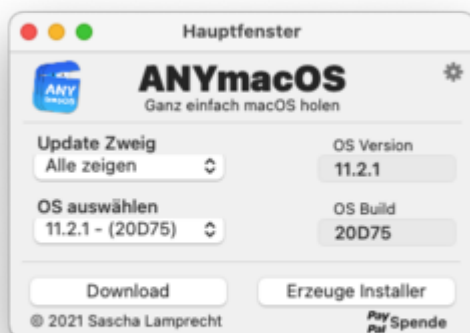 Hauptfenster
ANY
macOS
ANYmacOS
Ganz einfach macOS holen
Update Zweig
Alle zeigen
OS Version
11.2.1
OS auswählen
11.2.1 - (20D75)
OS Build
20D75
Download
Erzeuge Installer
© 2021 Sascha Lamprecht
PayPal Spende